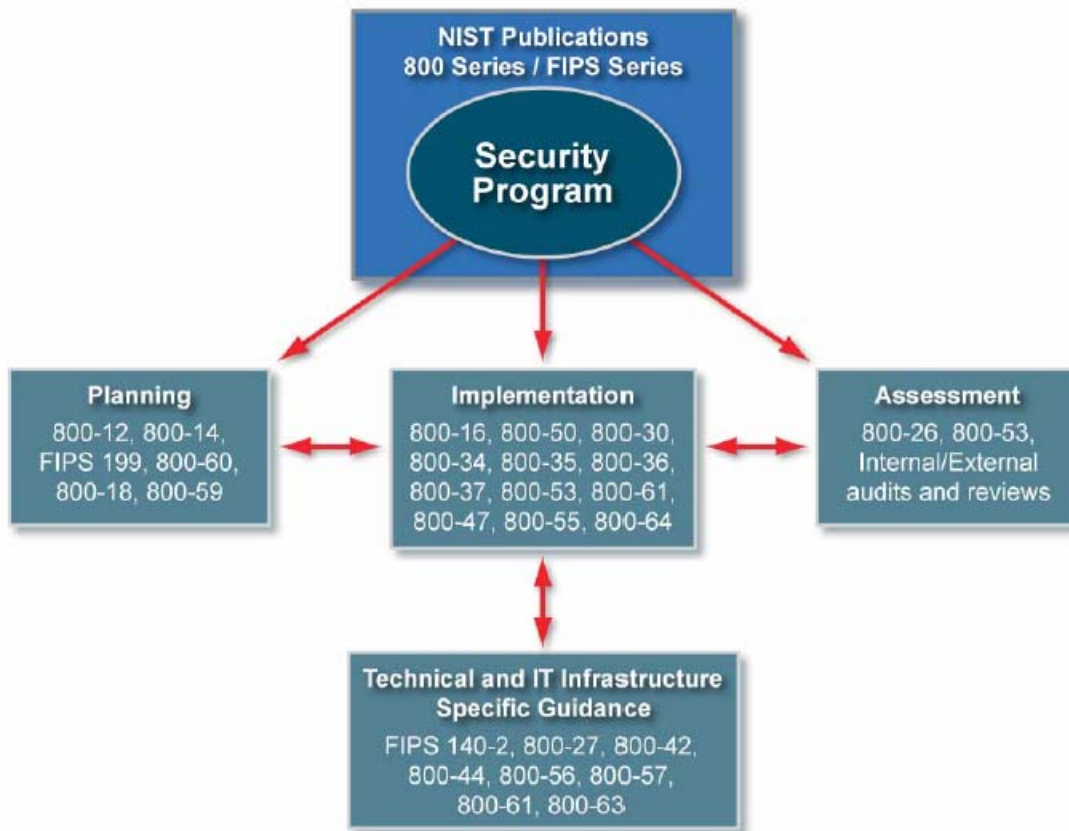 NIST Publications
800 Series / FIPS Series
Security
Program
Planning
800-12, 800-14,
FIPS 199, 800-60,
800-18, 800-59
Implementation
800-16, 800-50, 800-30,
800-34, 800-35, 800-36,
800-37, 800-53, 800-61,
800-47, 800-55, 800-64
Assessment
800-26, 800-53,
Internal/External
audits and reviews
Technical and IT Infrastructure
Specific Guidance
FIPS 140-2, 800-27, 800-42,
800-44, 800-56, 800-57,
800-61, 800-63